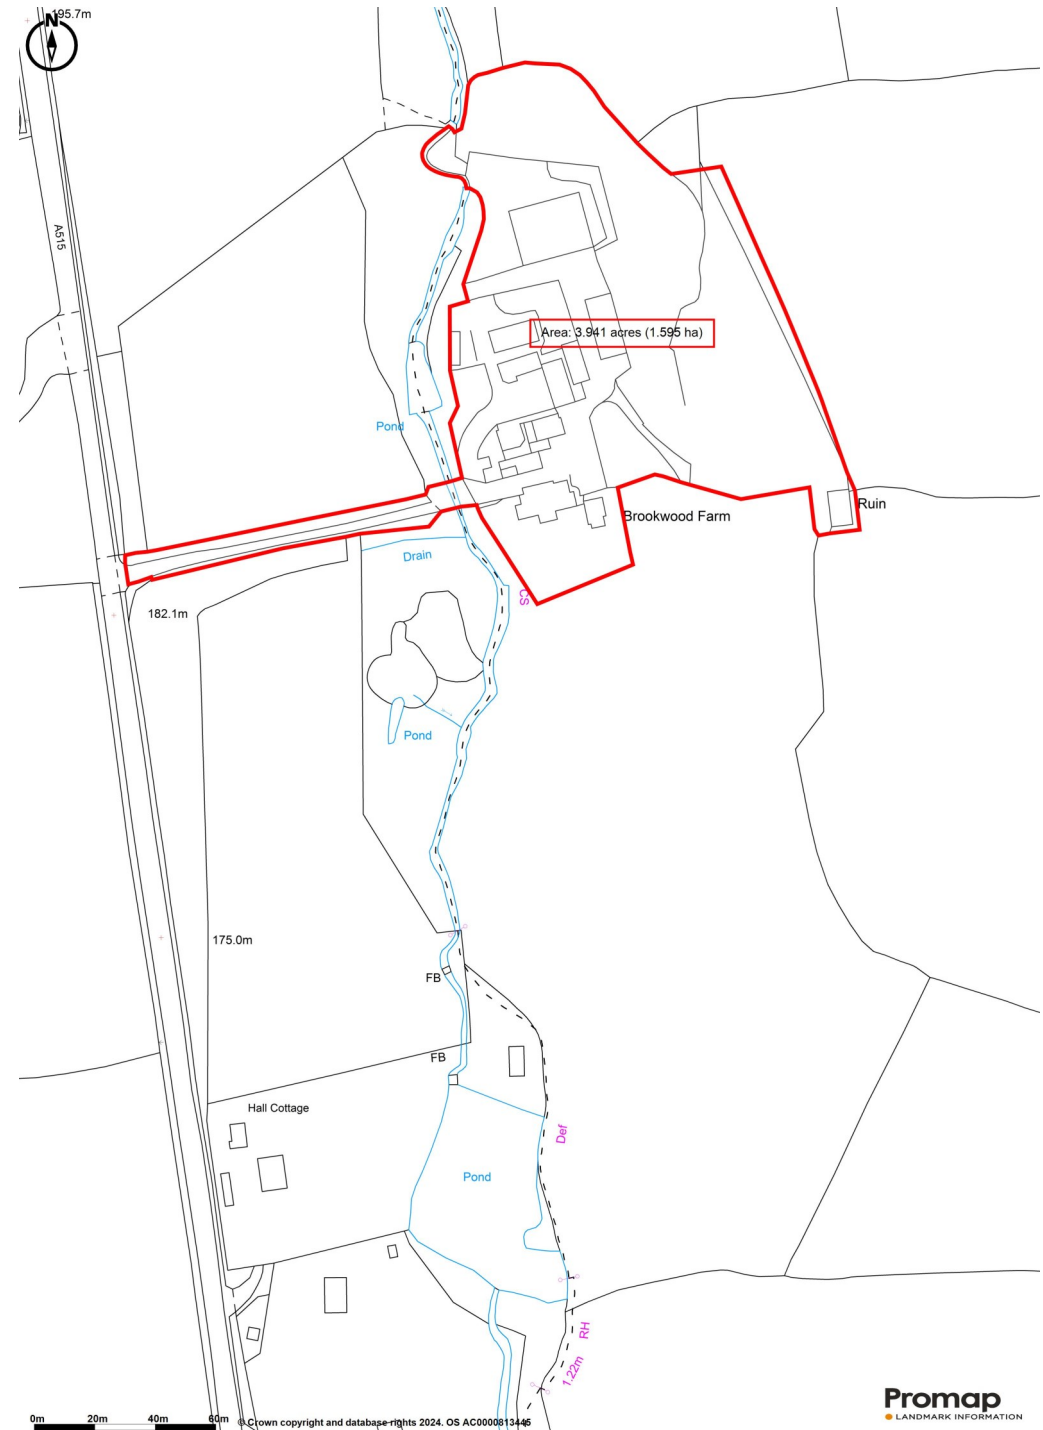 195.7m
N
A515
Area: 3.941 acres (1.595 ha)
Pond
Ruin
Brookwood Farm
Drain
CS
182.1m
Pond
175.0m
FB
FB
Hall Cottage
Def
Pond
RH
1.22m
Promap
LANDMARK INFORMATION
0m 20m 40m 60m
© Crown copyright and database rights 2024. OS AC0000813445